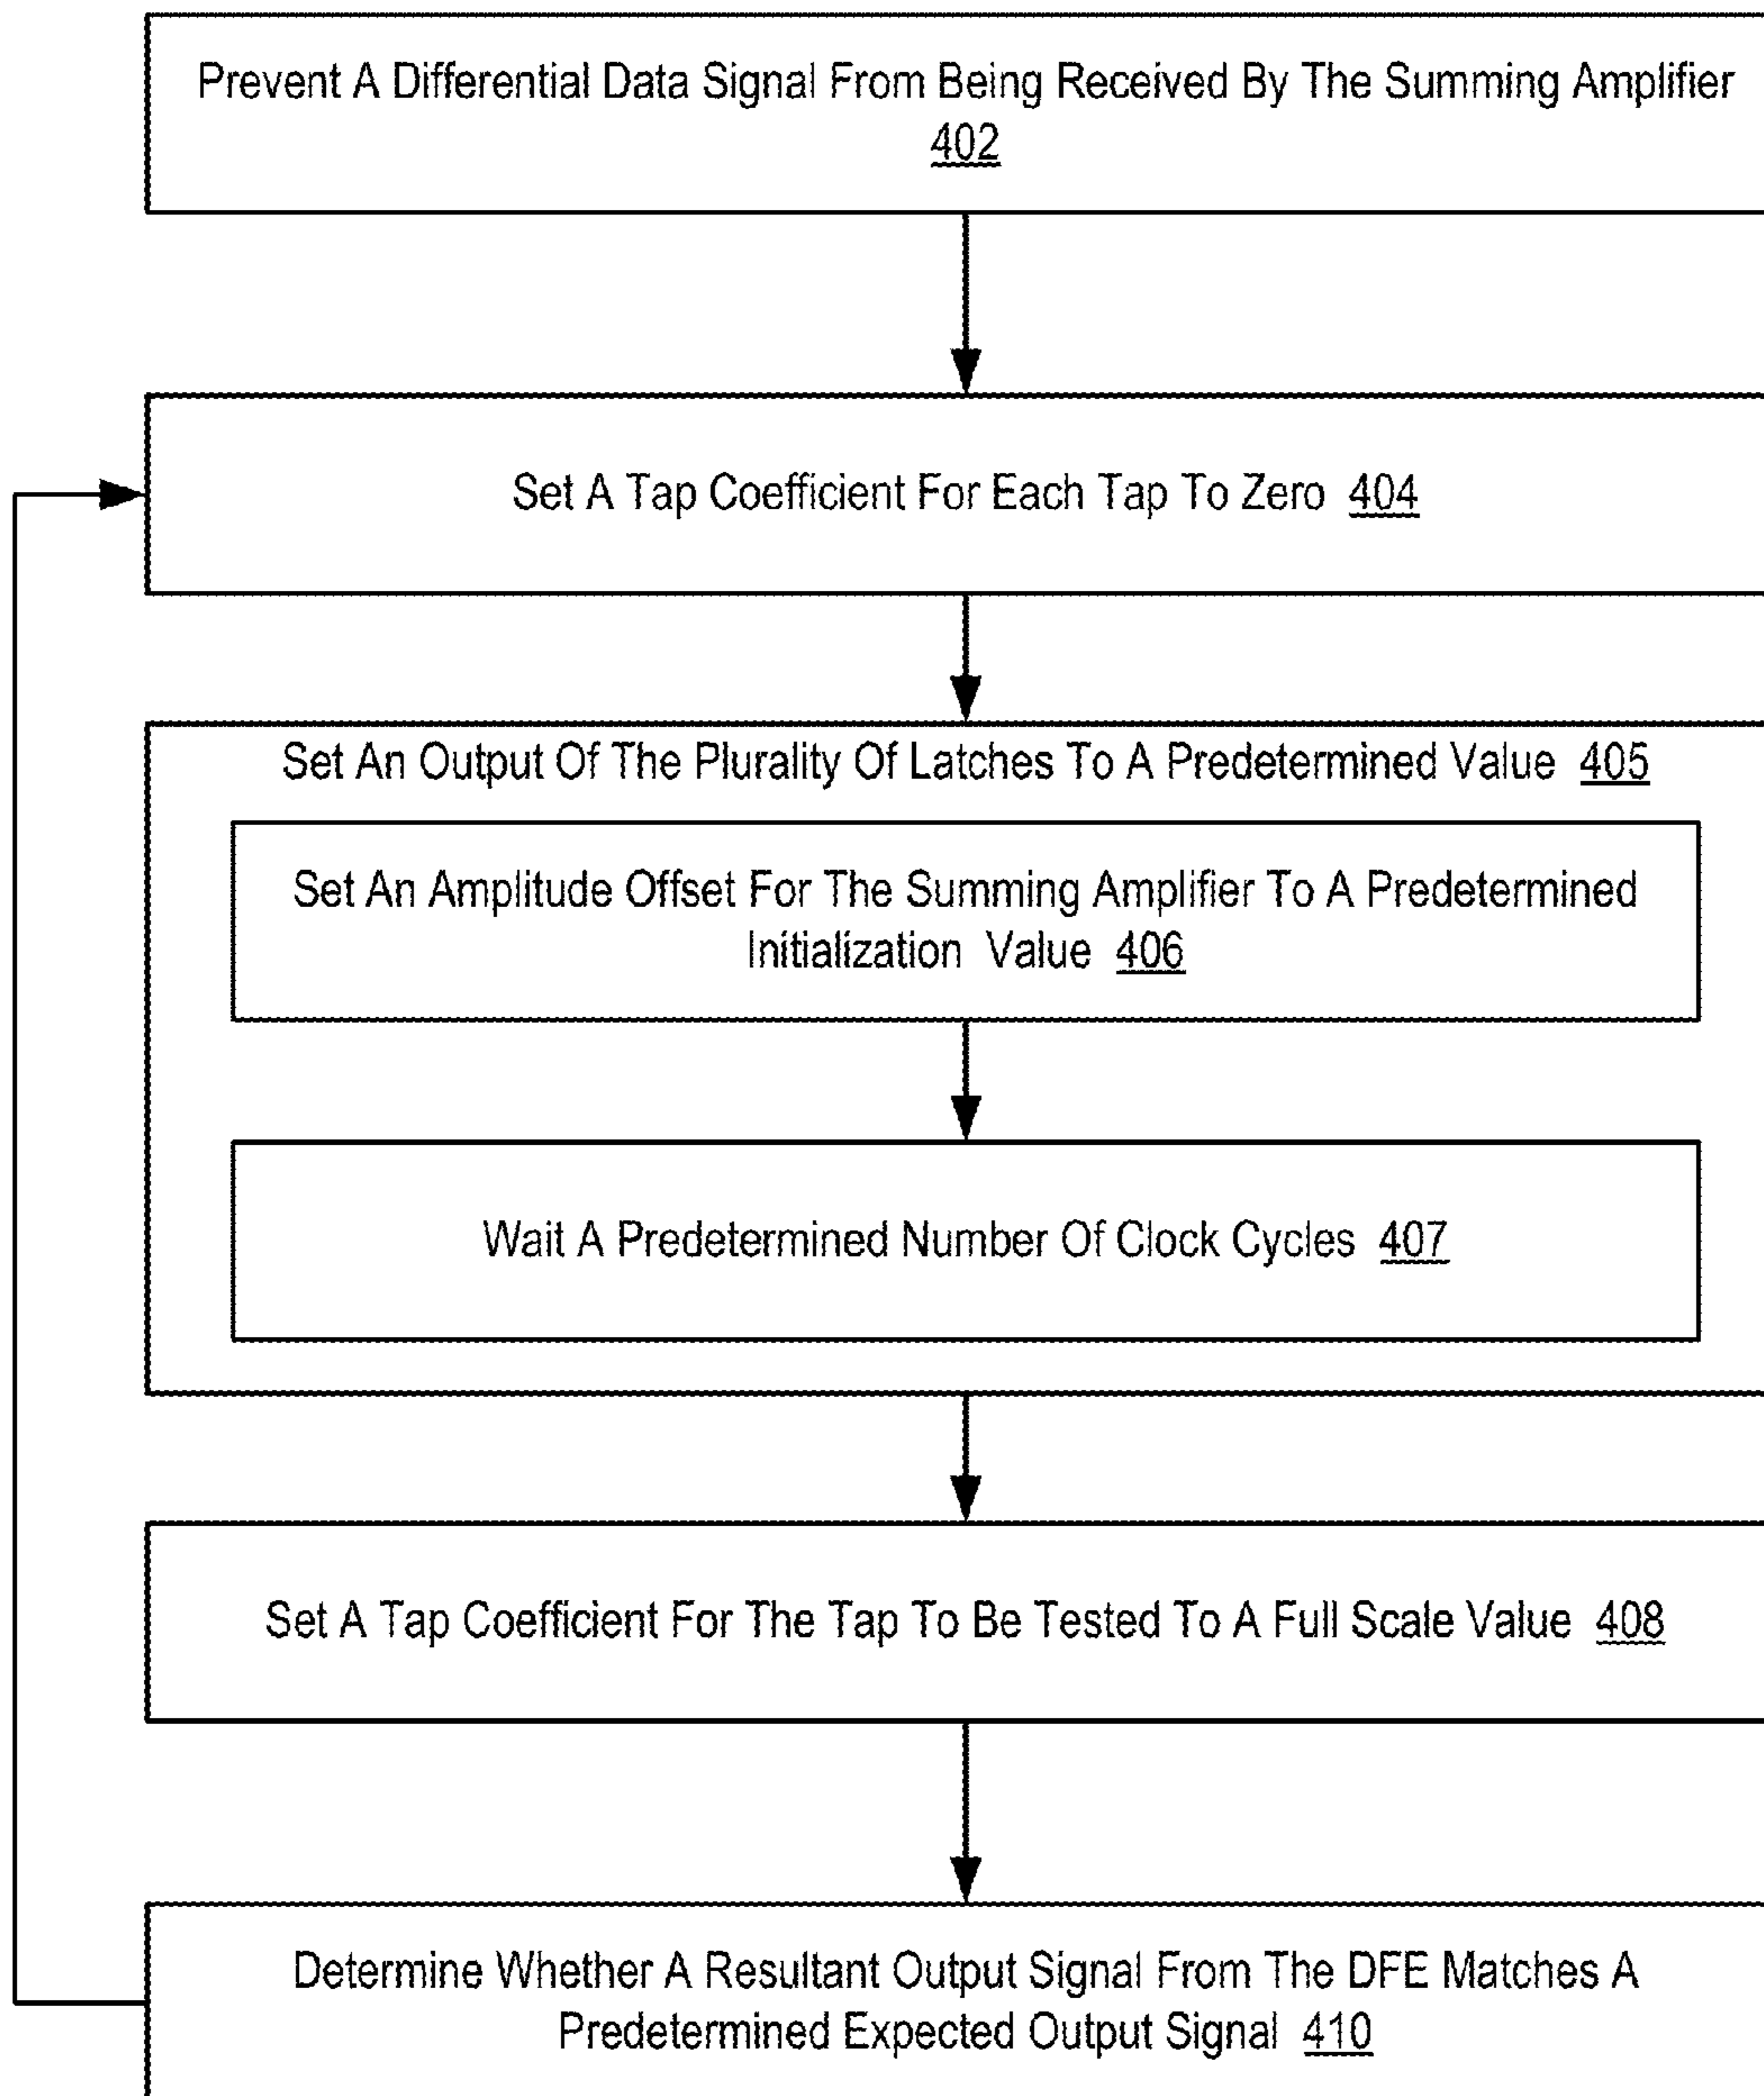 Prevent A Differential Data Signal From Being Received By The Summing Amplifier
402
Set A Tap Coefficient For Each Tap To Zero 404
Set An Output Of The Plurality Of Latches To A Predetermined Value 405
Set An Amplitude Offset For The Summing Amplifier To A Predetermined
Initialization Value 406
Wait A Predetermined Number Of Clock Cycles 407
Set A Tap Coefficient For The Tap To Be Tested To A Full Scale Value 408
Determine Whether A Resultant Output Signal From The DFE Matches A
Predetermined Expected Output Signal 410